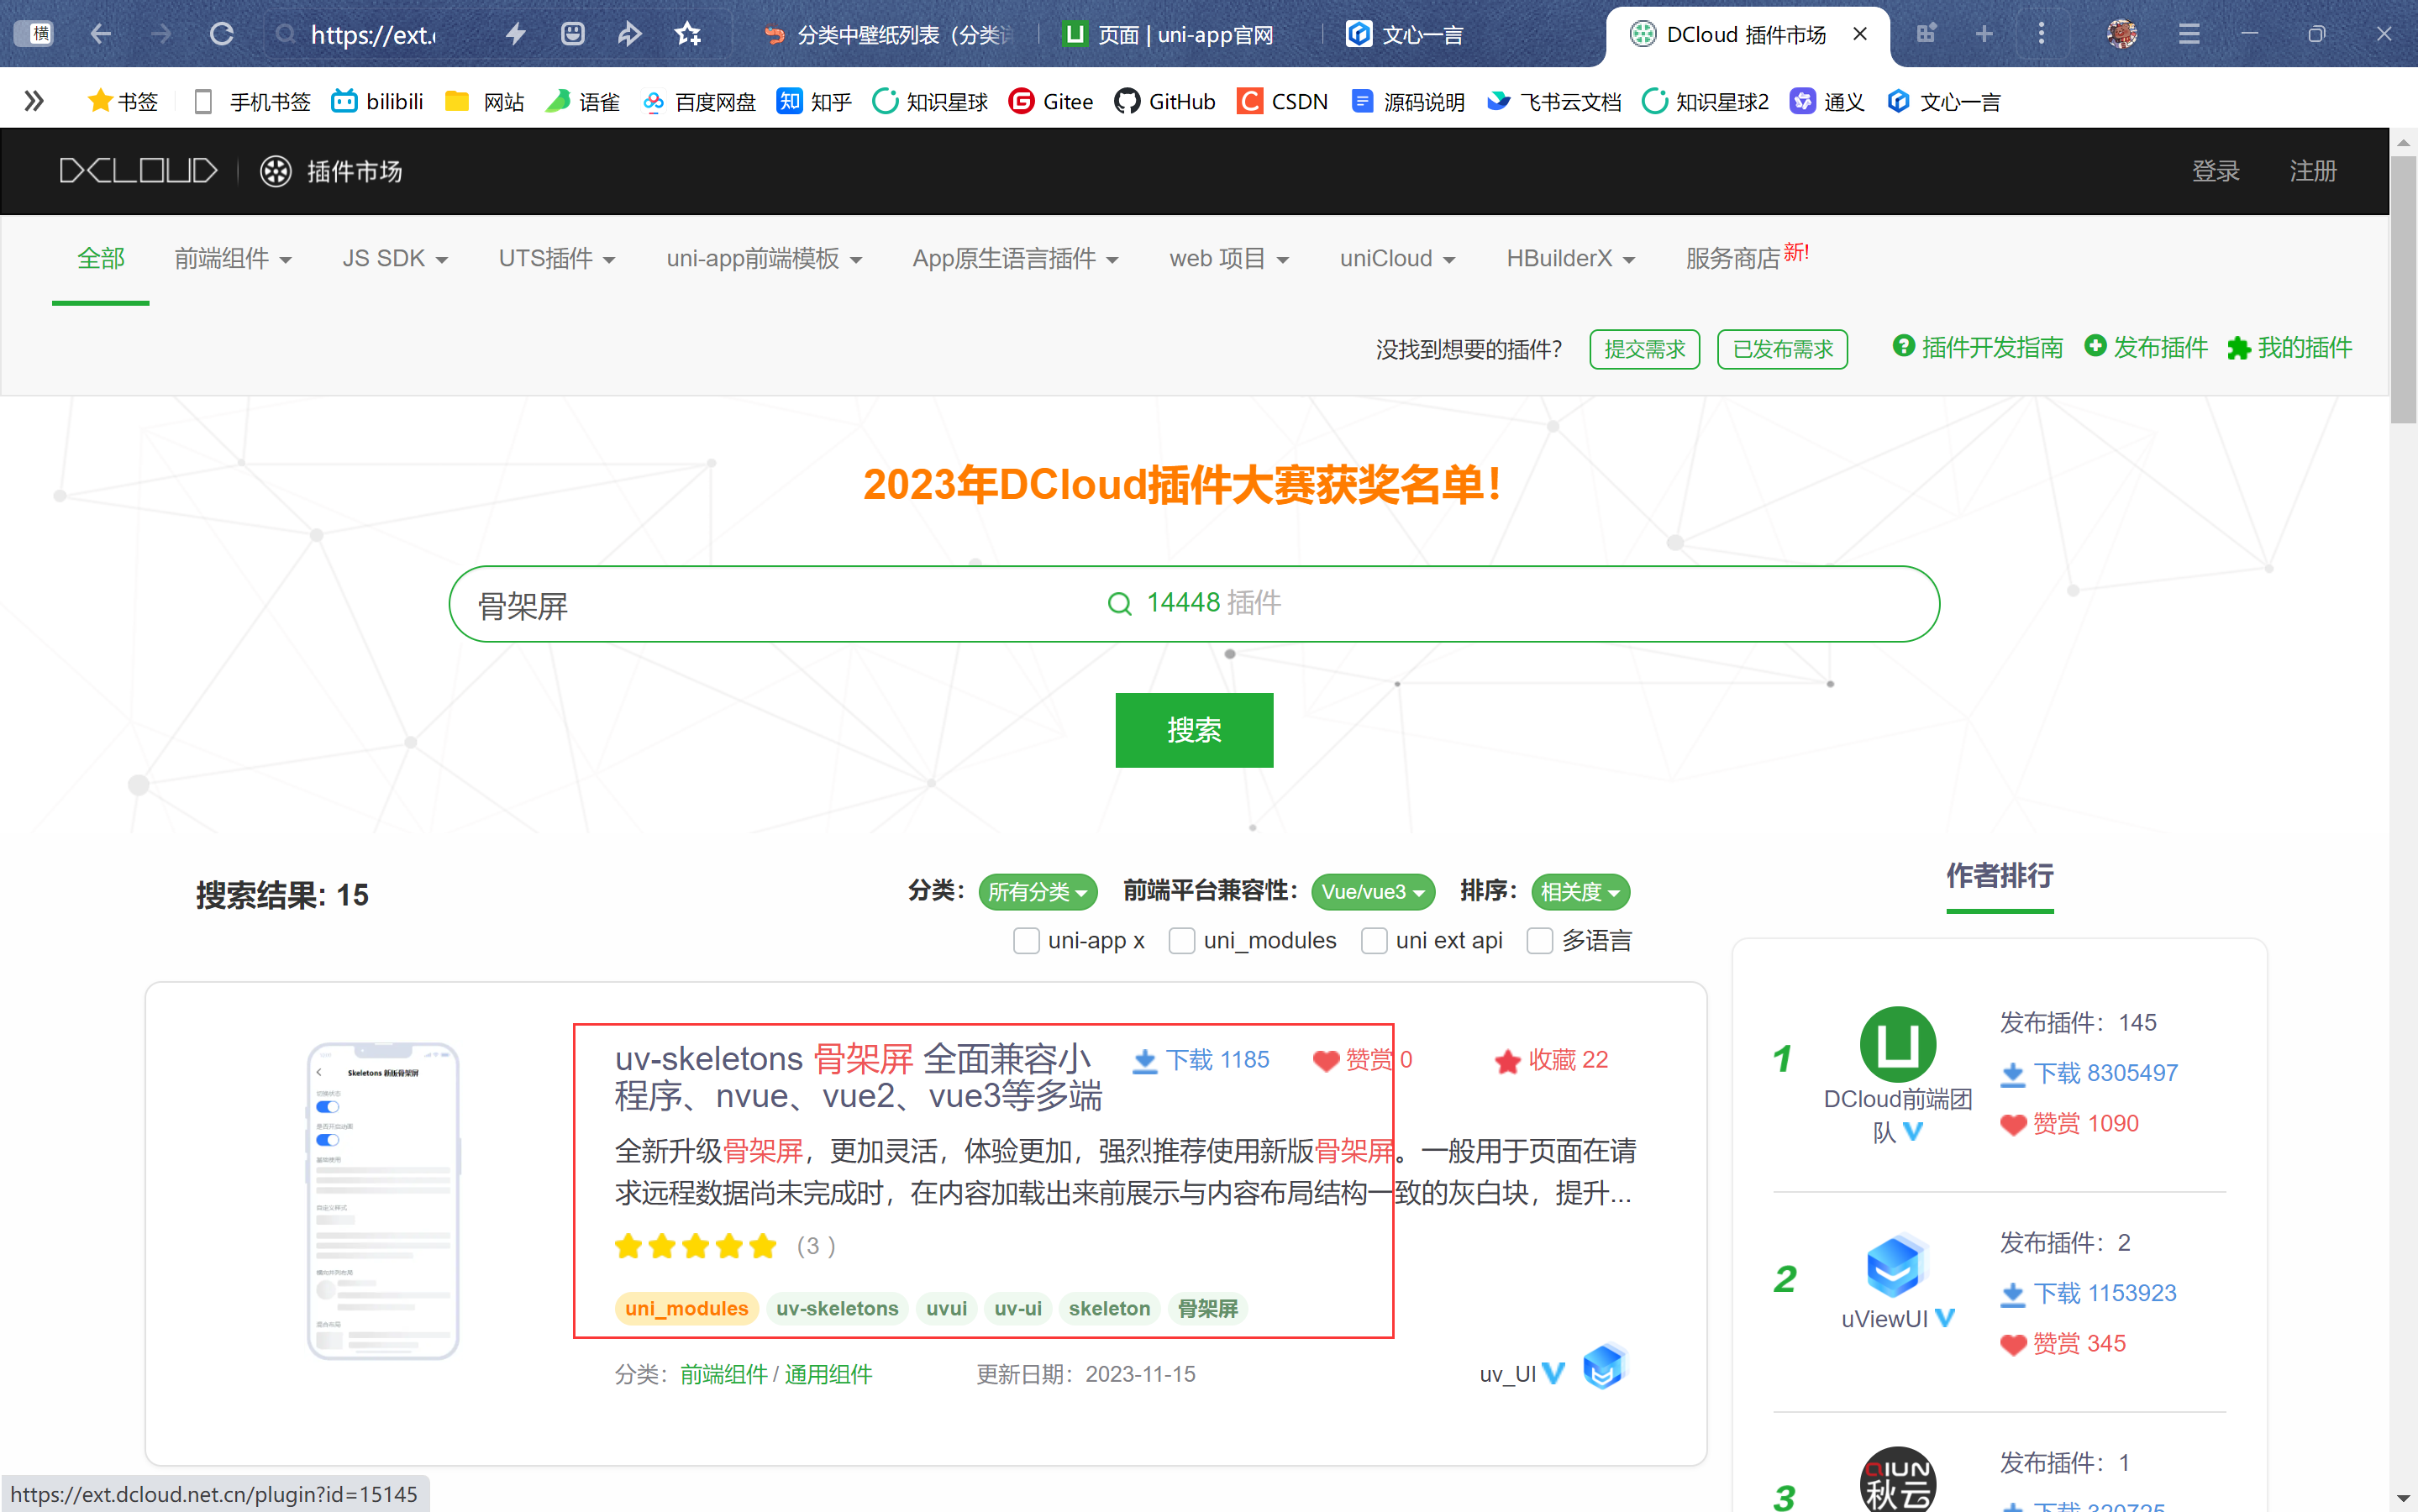 横 https://ext.c 分类中壁纸列表（分类详 页面 | uni-app官网 文心一言 DCloud 插件市场
书签 手机书签 bilibili 网站 语雀 百度网盘 知乎 知识星球 Gitee GitHub CSDN 源码说明 飞书云文档 知识星球2 通义 文心一言
DCLOUD 插件市场 登录 注册
全部 前端组件 JS SDK UTS插件 uni-app前端模板 App原生语言插件 web 项目 uniCloud HBuilderX 服务商店 新!
没找到想要的插件？ 提交需求 已发布需求 插件开发指南 发布插件 我的插件
2023年DCloud插件大赛获奖名单！
骨架屏 14448 插件
搜索
搜索结果: 15
分类： 所有分类 前端平台兼容性： Vue/vue3 排序： 相关度
uni-app x uni_modules uni ext api 多语言
Skeletons 新版骨架屏
uv-skeletons 骨架屏 全面兼容小
程序、nvue、vue2、vue3等多端
下载 1185 赞赏 0 收藏 22
全新升级骨架屏，更加灵活，体验更加，强烈推荐使用新版骨架屏。一般用于页面在请
求远程数据尚未完成时，在内容加载出来前展示与内容布局结构一致的灰白块，提升...
（3 ）
uni_modules uv-skeletons uvui uv-ui skeleton 骨架屏
分类：前端组件 / 通用组件 更新日期：2023-11-15 uv_UI
作者排行
1
DCloud前端团
队
发布插件：145
下载 8305497
赞赏 1090
2
uViewUI
发布插件：2
下载 1153923
赞赏 345
3
QIUN
秋云
发布插件：1
下载 320725
https://ext.dcloud.net.cn/plugin?id=15145